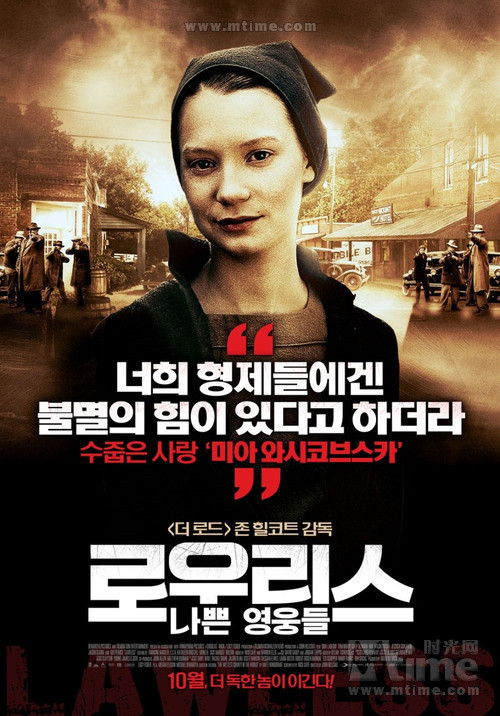 www.mtime.com
❝
너희 형제들에겐
불멸의 힘이 있다고 하더라
수줍은 사랑 ‘미아 와시코브스카’
❞
<더 로드> 존 힐코트 감독
로우리스
나쁜 영웅들
时光网
mtime
www.mtime.com
10월, 더 독한 놈이 이긴다!
LAWLESS